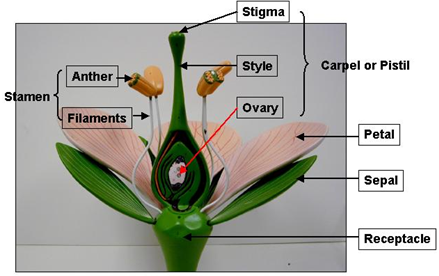 Stigma
Anther
Style
Carpel or Pistil
Stamen
Filaments
Ovary
Petal
Sepal
Receptacle